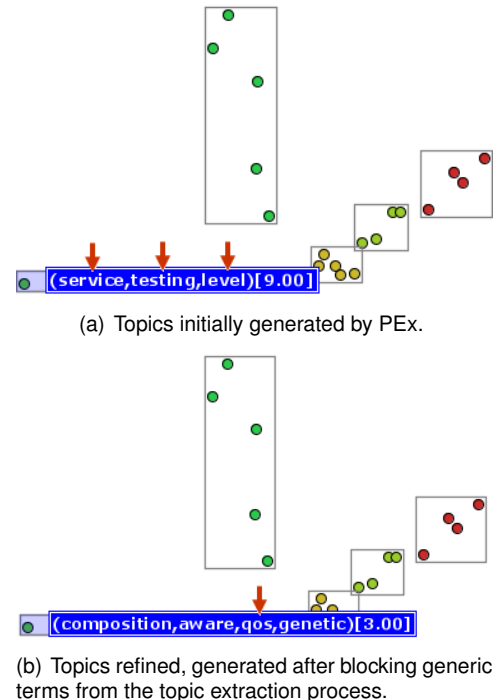 (service,testing,level)[9.00]
(a) Topics initially generated by PEx.
(composition,aware,qos,genetic)[3.00]
(b) Topics refined, generated after blocking generic
terms from the topic extraction process.